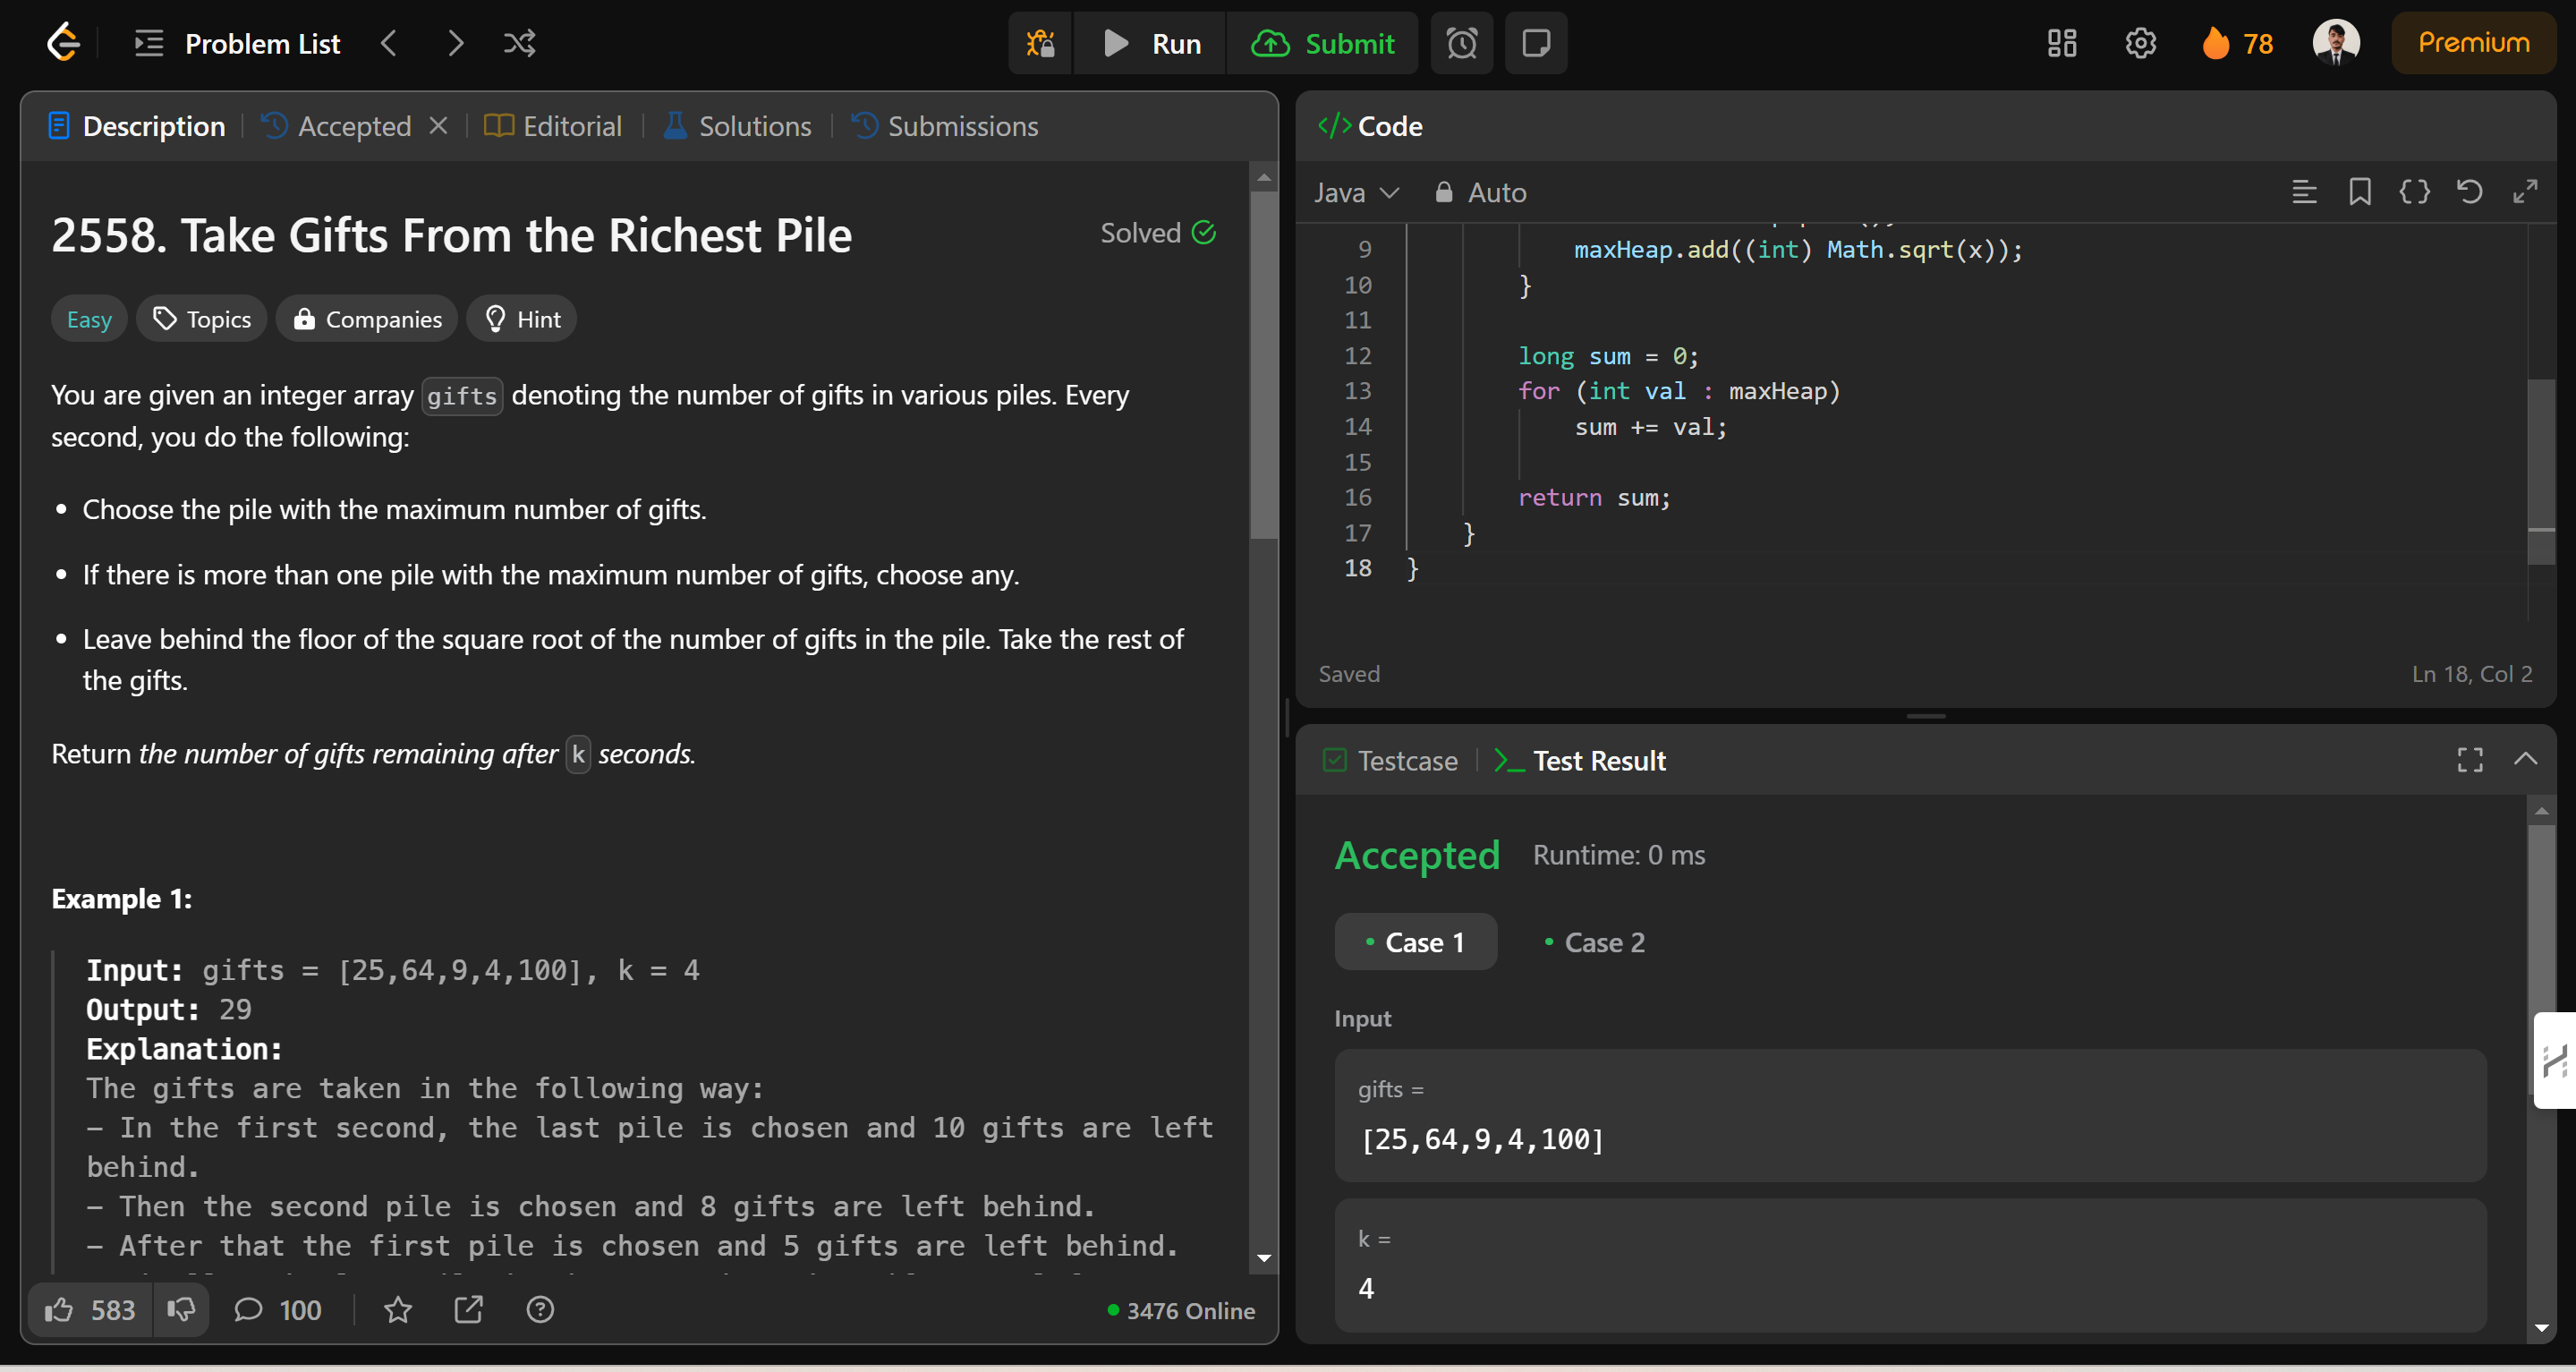 Problem List
Run
Submit
78
Premium
Description
Accepted
Editorial
Solutions
Submissions
2558. Take Gifts From the Richest Pile
Solved
Easy
Topics
Companies
Hint
You are given an integer array gifts denoting the number of gifts in various piles. Every
second, you do the following:
• Choose the pile with the maximum number of gifts.
• If there is more than one pile with the maximum number of gifts, choose any.
• Leave behind the floor of the square root of the number of gifts in the pile. Take the rest of
the gifts.
Return the number of gifts remaining after k seconds.
Example 1:
Input: gifts = [25,64,9,4,100], k = 4
Output: 29
Explanation:
The gifts are taken in the following way:
- In the first second, the last pile is chosen and 10 gifts are left
behind.
- Then the second pile is chosen and 8 gifts are left behind.
- After that the first pile is chosen and 5 gifts are left behind.
583
100
3476 Online
</> Code
Java
Auto
9 maxHeap.add((int) Math.sqrt(x));
10 }
11
12 long sum = 0;
13 for (int val : maxHeap)
14 sum += val;
15
16 return sum;
17 }
18 }
Saved
Ln 18, Col 2
Testcase
Test Result
Accepted
Runtime: 0 ms
Case 1
Case 2
Input
gifts =
[25,64,9,4,100]
k =
4